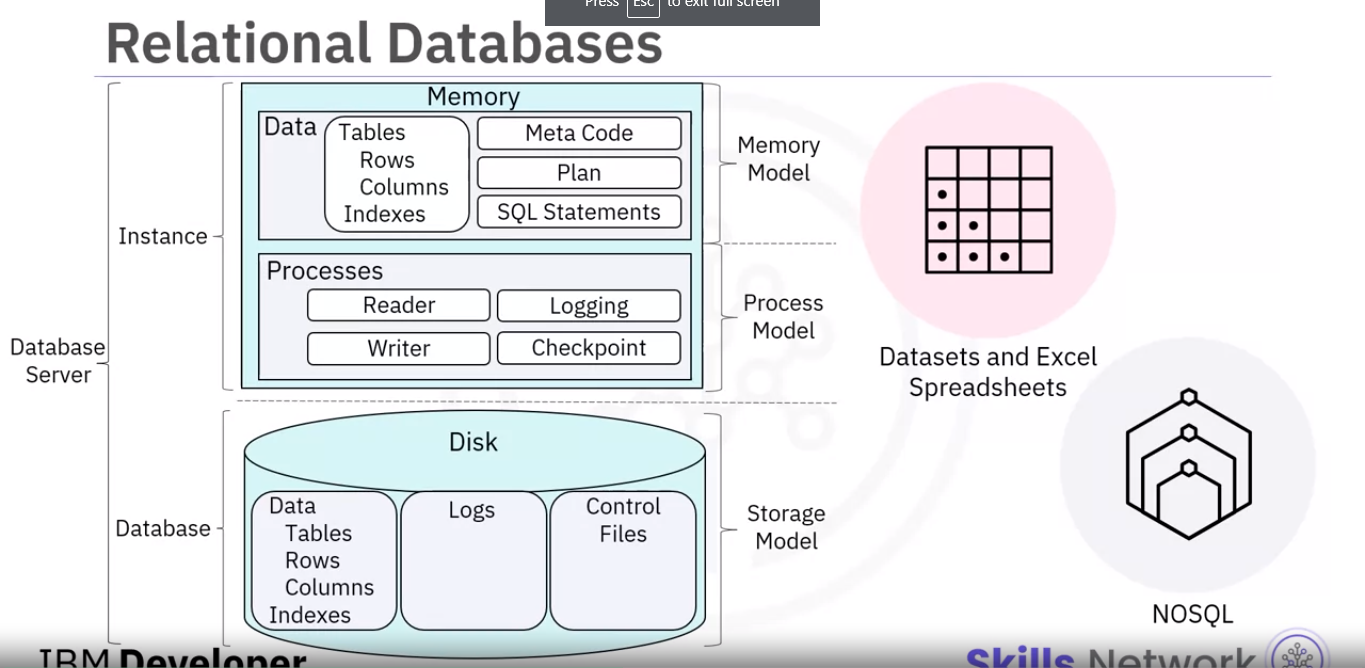 Press Esc to exit full screen
Relational Databases
Memory
Data
Tables
Rows
Columns
Indexes
Meta Code
Plan
SQL Statements
Memory
Model
Instance
Processes
Reader
Logging
Writer
Checkpoint
Process
Model
Database
Server
Datasets and Excel
Spreadsheets
Disk
Data
Tables
Rows
Columns
Indexes
Logs
Control
Files
Database
Storage
Model
NOSQL
IBM Developer
Skills Network